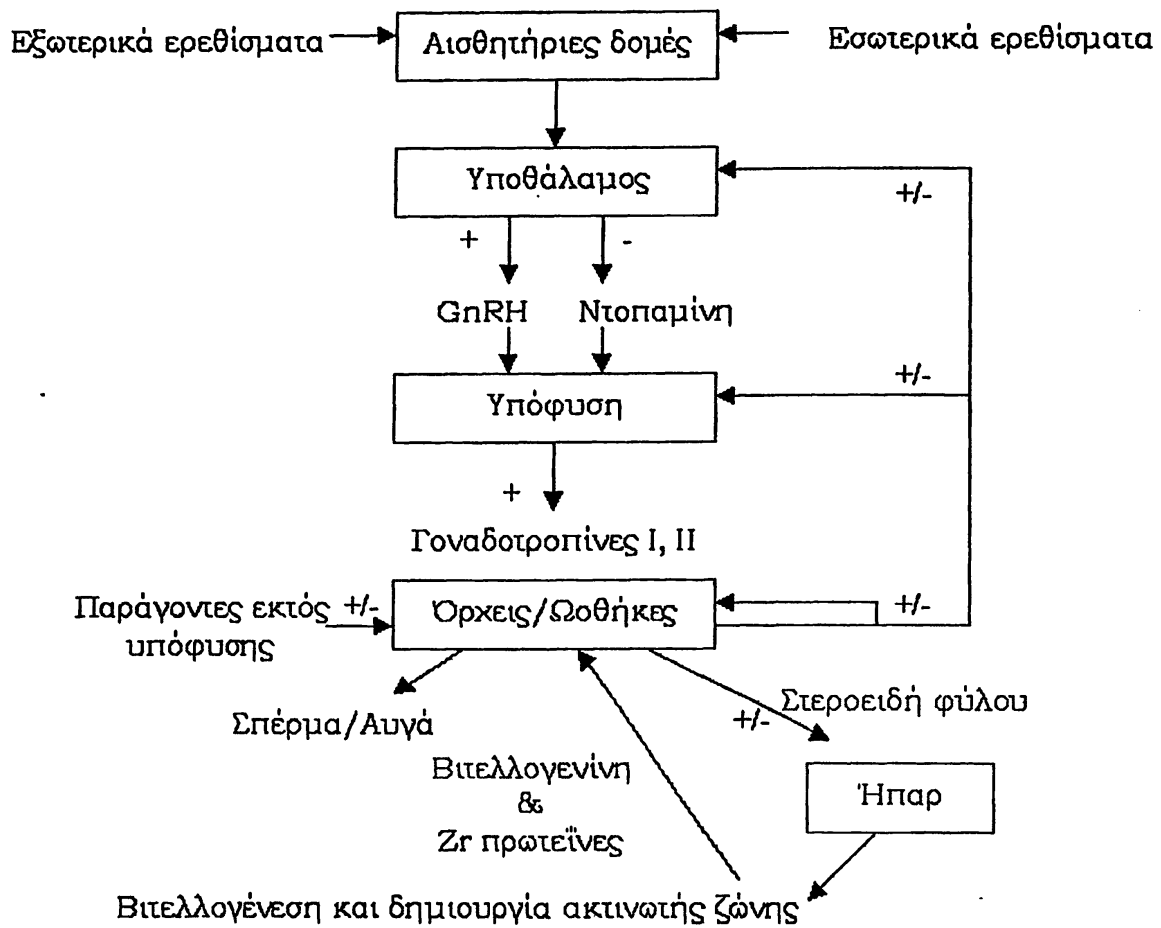 Εξωτερικά ερεθίσματα
Αισθητήριες δομές
Εσωτερικά ερεθίσματα
Υποθάλαμος
+/-
+
-
GnRH
Ντοπαμίνη
+/-
Υπόφυση
+
Γοναδοτροπίνες Ι, ΙΙ
Παράγοντες εκτός
υπόφυσης
+/-
Όρχεις/Ωοθήκες
+/-
Σπέρμα/Αυγά
+/-
Στεροειδή φύλου
Βιτελλογενίνη
&
Zr πρωτεΐνες
Ήπαρ
Βιτελλογένεση και δημιουργία ακτινωτής ζώνης